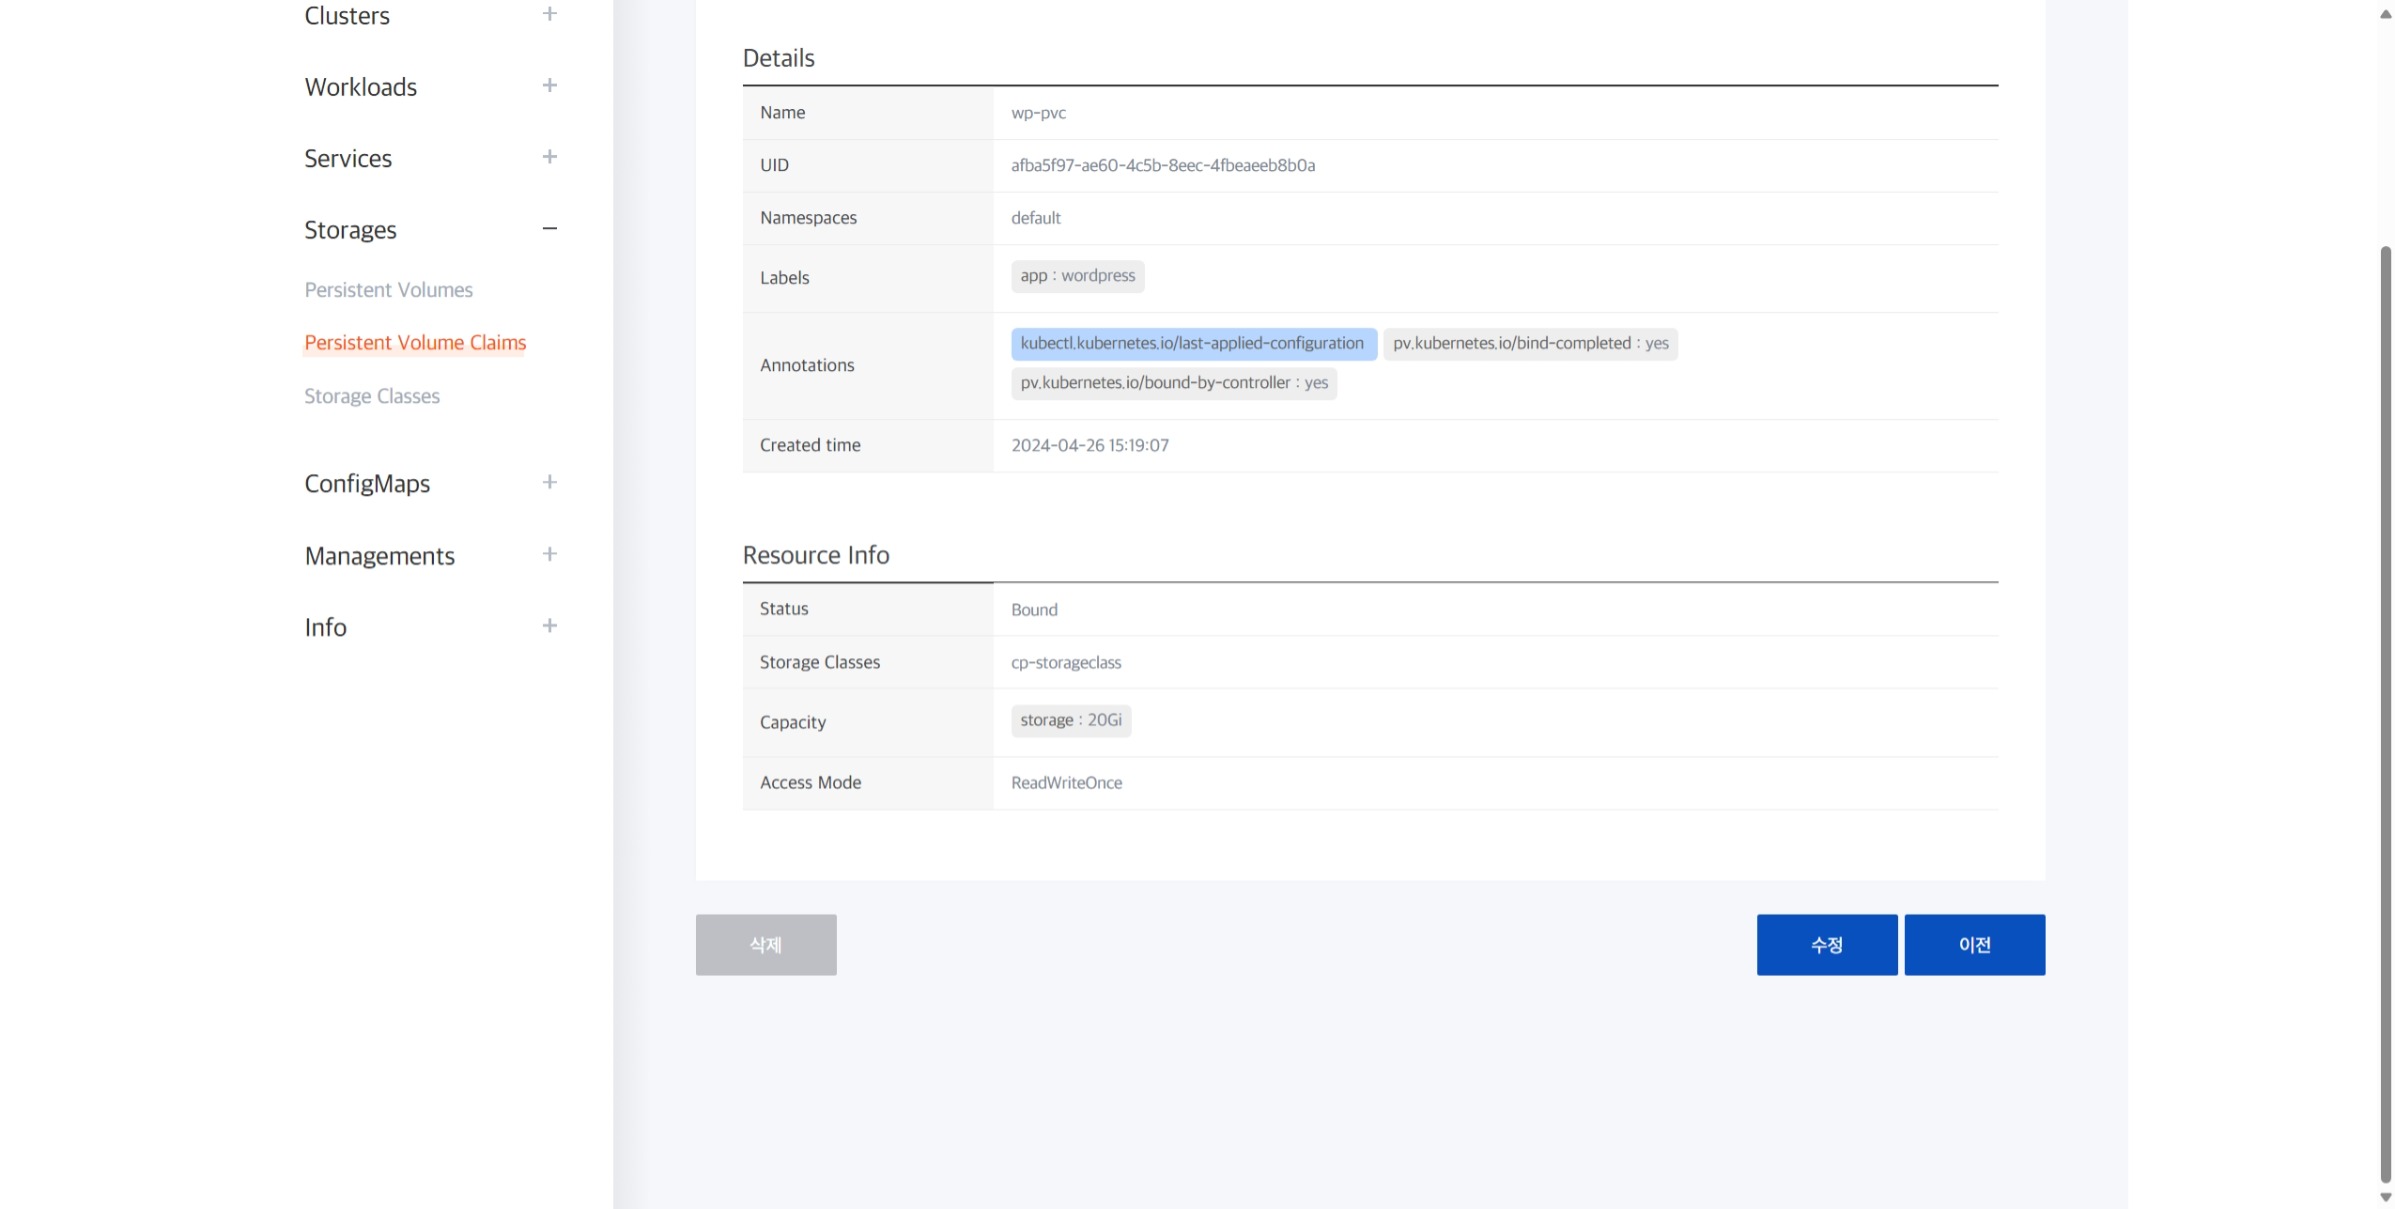 Clusters
Workloads
Services
Storages
Persistent Volumes
Persistent Volume Claims
Storage Classes
ConfigMaps
Managements
Info
Details
Name wp-pvc
UID afba5f97-ae60-4c5b-8eec-4fbeaeeb8b0a
Namespaces default
Labels app : wordpress
Annotations kubectl.kubernetes.io/last-applied-configuration pv.kubernetes.io/bind-completed : yes
pv.kubernetes.io/bound-by-controller : yes
Created time 2024-04-26 15:19:07
Resource Info
Status Bound
Storage Classes cp-storageclass
Capacity storage : 20Gi
Access Mode ReadWriteOnce
삭제 수정 이전